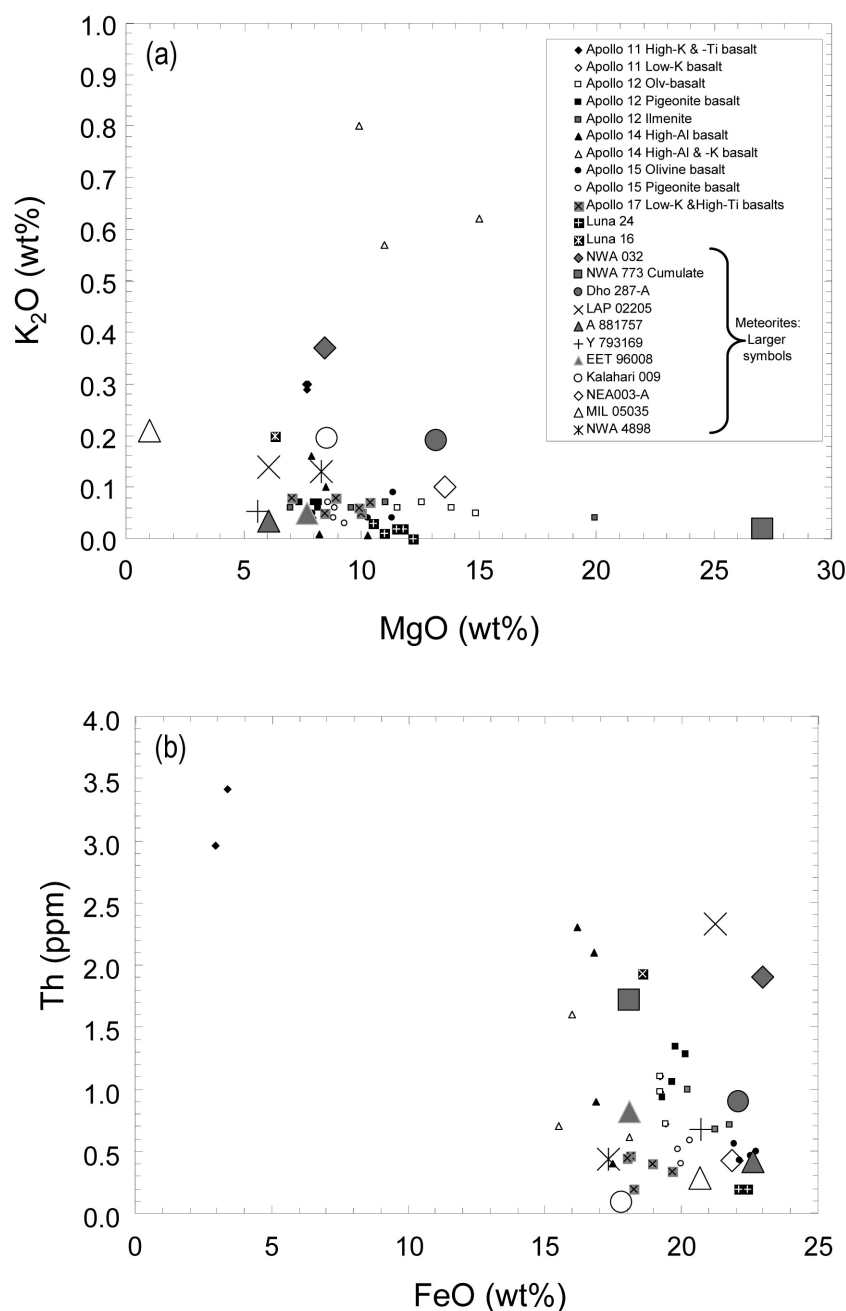 (a)
1.0
0.9
0.8
0.7
0.6
0.5
0.4
0.3
0.2
0.1
0.0
K2O (wt%)
0 5 10 15 20 25 30
MgO (wt%)
Apollo 11 High-K & -Ti basalt
Apollo 11 Low-K basalt
Apollo 12 Olv-basalt
Apollo 12 Pigeonite basalt
Apollo 12 Ilmenite
Apollo 14 High-Al basalt
Apollo 14 High-Al & -K basalt
Apollo 15 Olivine basalt
Apollo 15 Pigeonite basalt
Apollo 17 Low-K &High-Ti basalts
Luna 24
Luna 16
NWA 032
NWA 773 Cumulate
Dho 287-A
LAP 02205
A 881757
Y 793169
EET 96008
Kalahari 009
NEA003-A
MIL 05035
NWA 4898
Meteorites:
Larger
symbols
(b)
4.0
3.5
3.0
2.5
2.0
1.5
1.0
0.5
0.0
Th (ppm)
0 5 10 15 20 25
FeO (wt%)